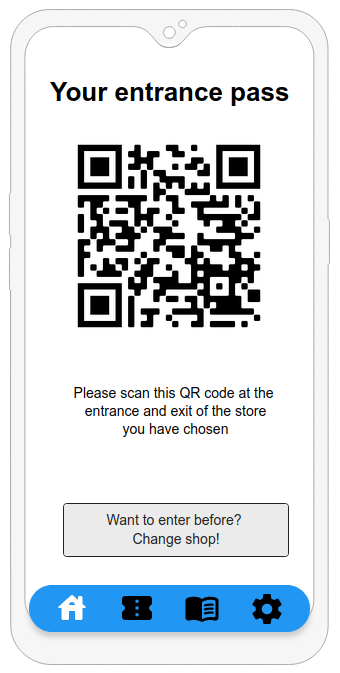 Your entrance pass
Please scan this QR code at the
entrance and exit of the store
you have chosen
Want to enter before?
Change shop!